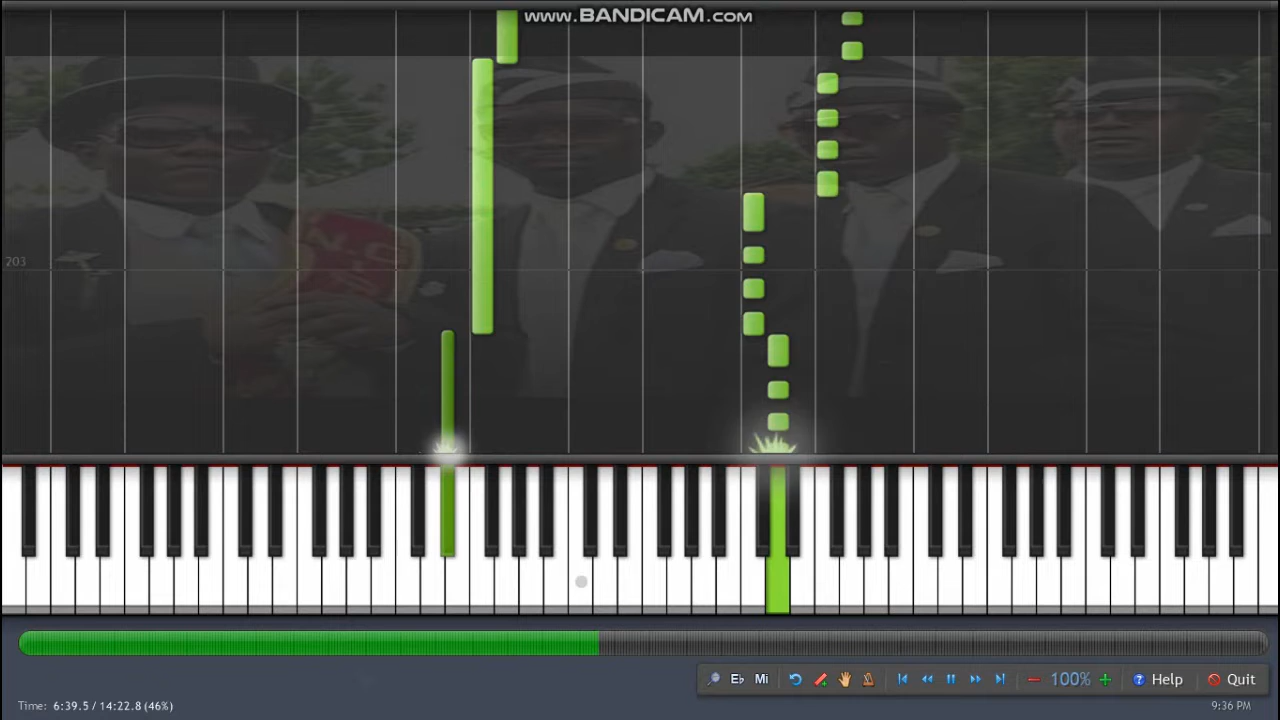 WWW.BANDICAM.COM
203
E♭ Mi 100% Help Quit
Time: 6:39.5 / 14:22.8 (46%) 9:36 PM